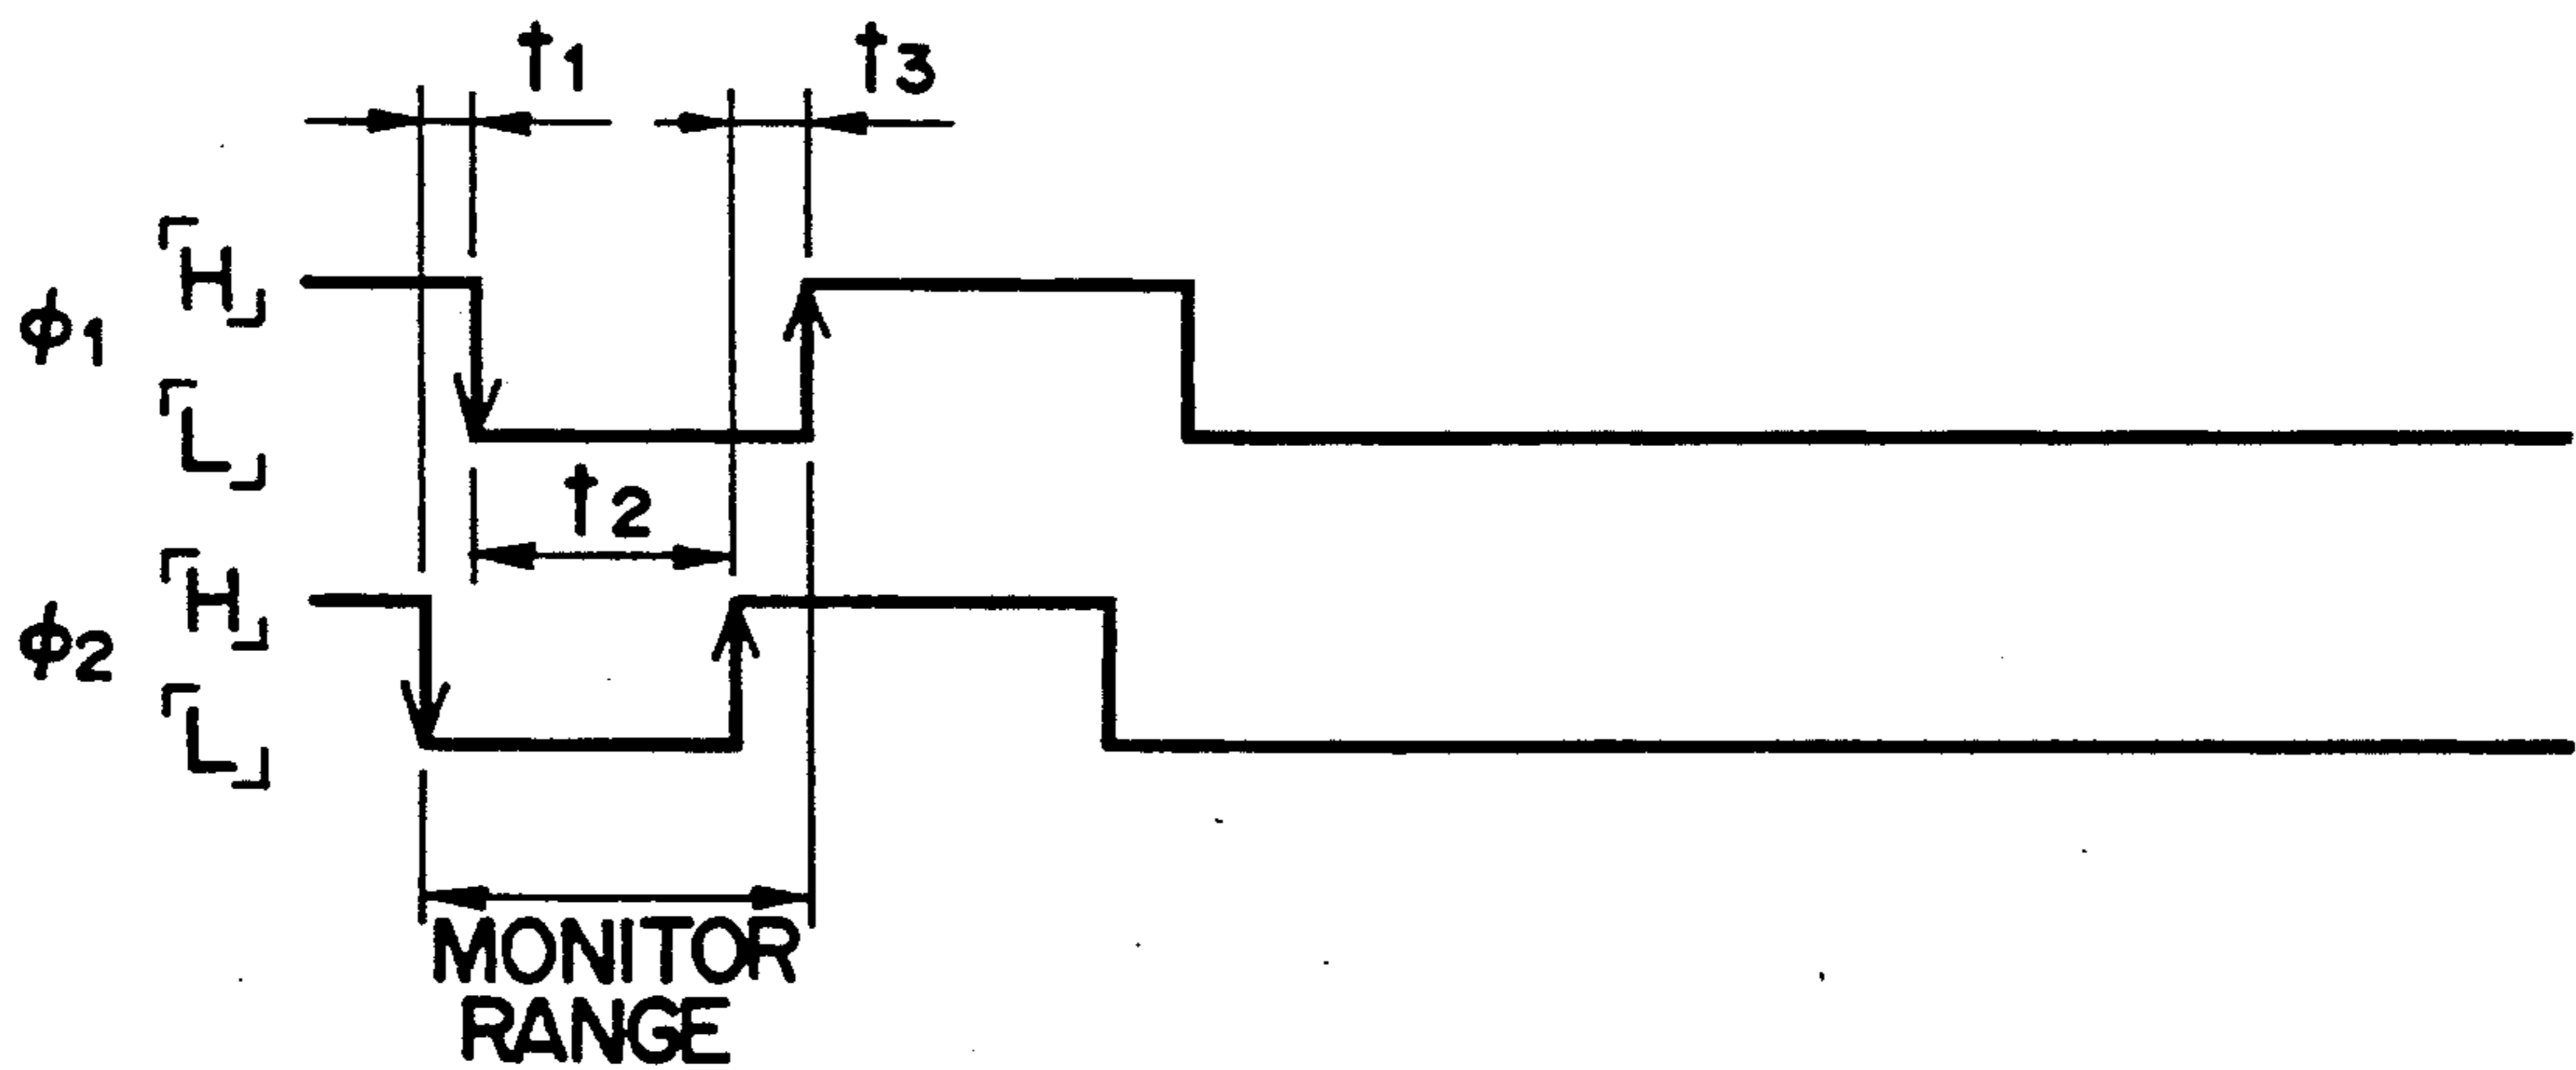 t1 t3
「H」
ϕ1
「L」
t2
「H」
ϕ2
「L」
MONITOR
RANGE